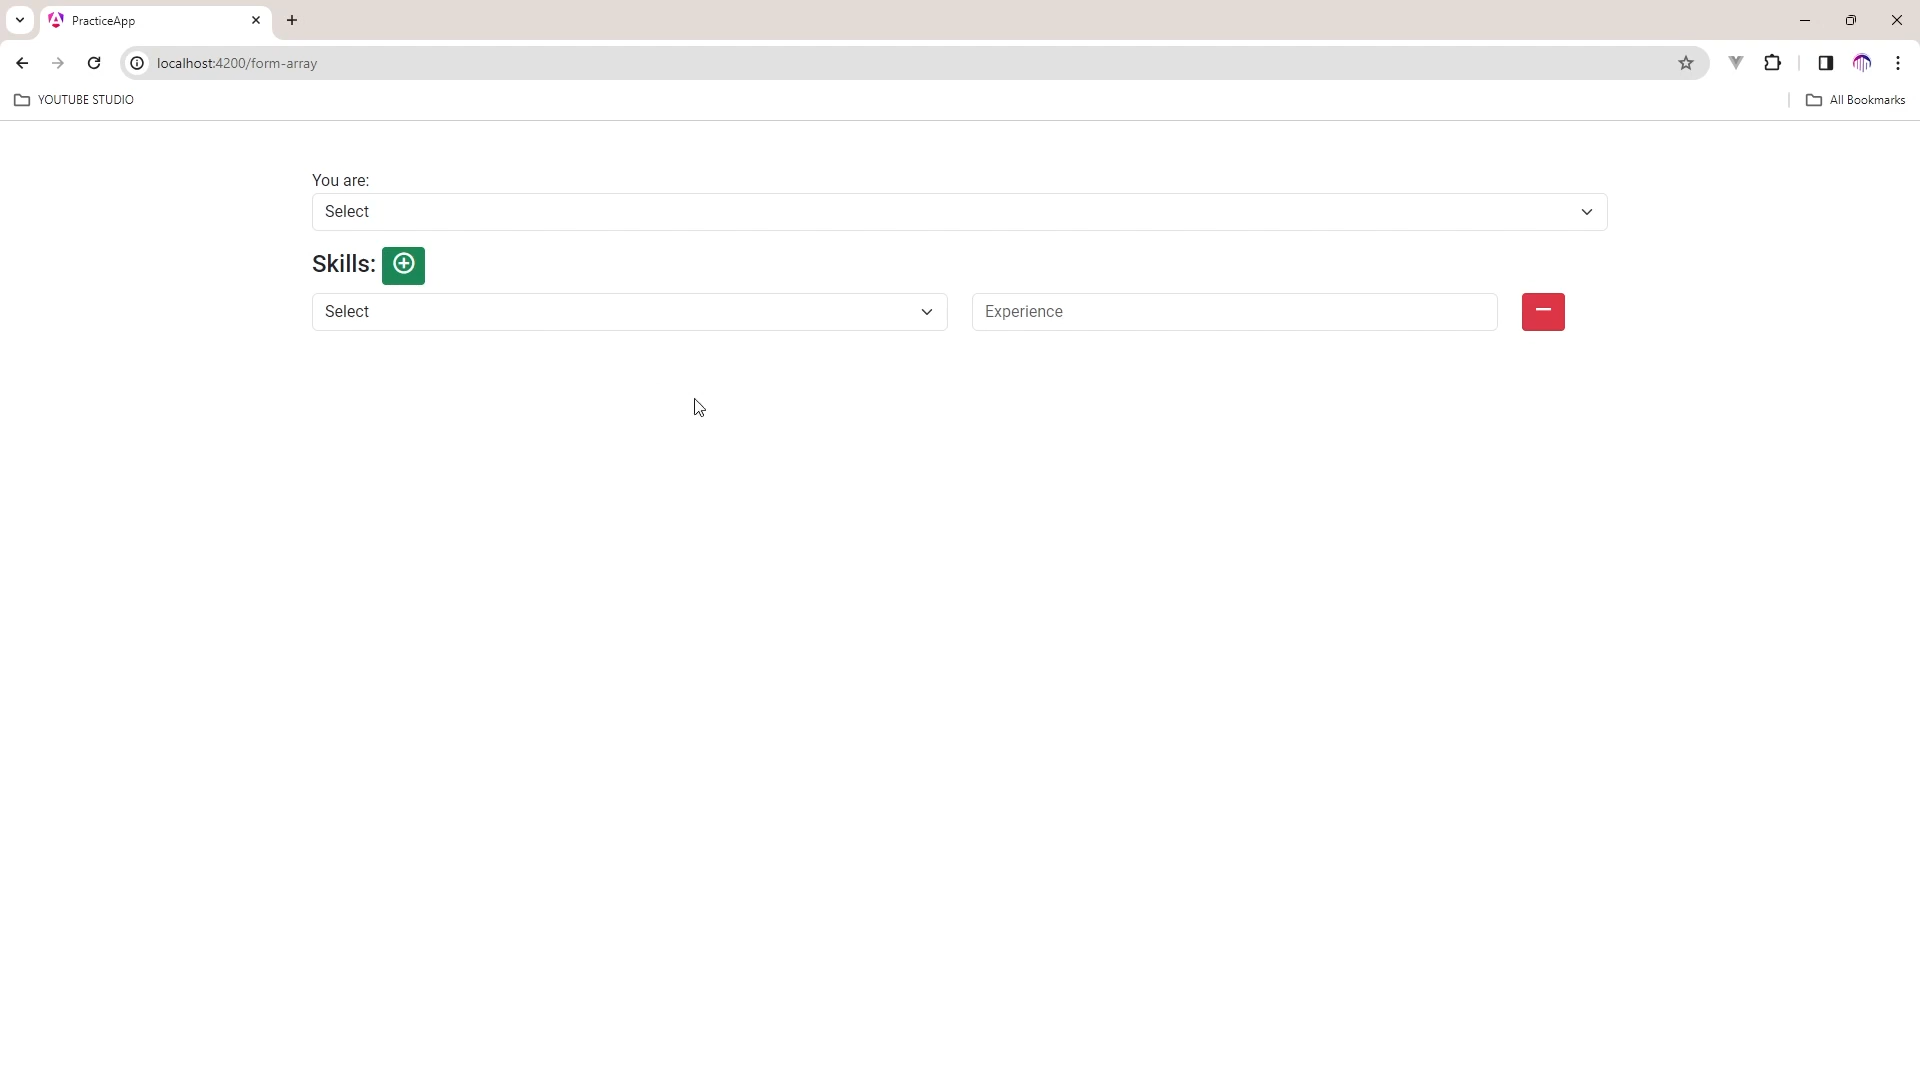 PracticeApp
localhost:4200/form-array
YOUTUBE STUDIO
All Bookmarks
You are:
Select
Skills:
Select
Experience